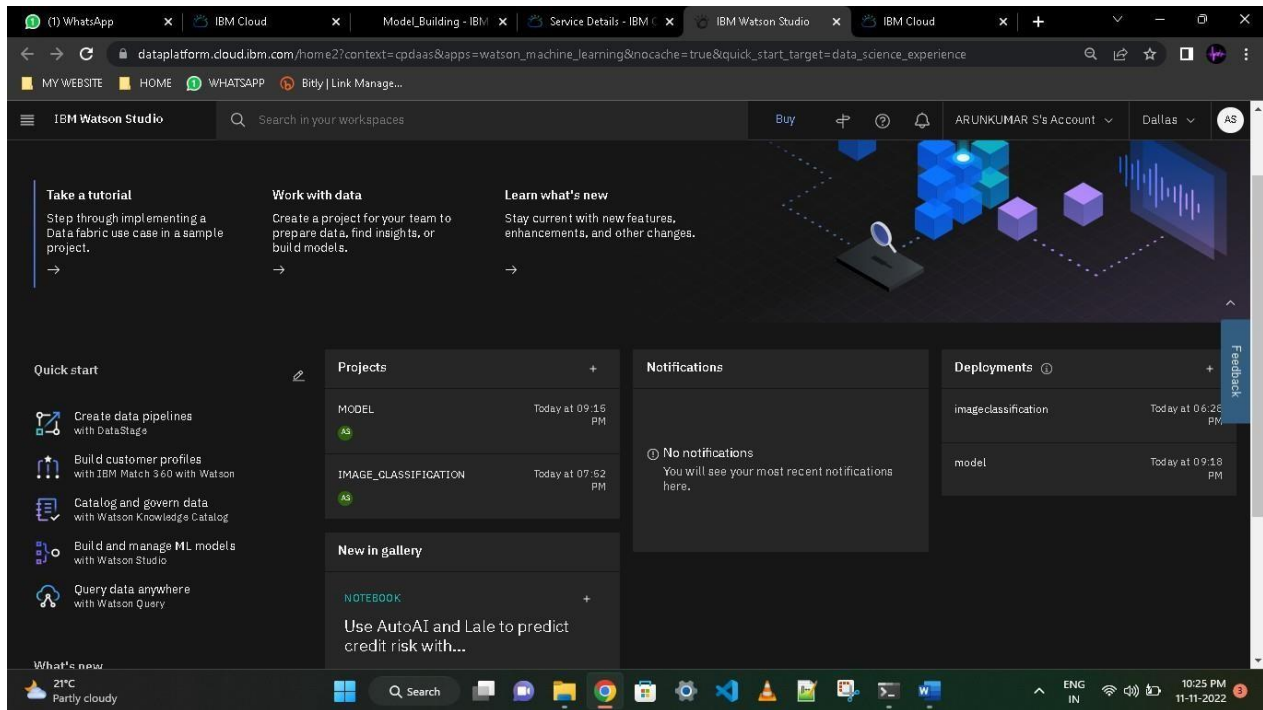 (1) WhatsApp
IBM Cloud
Model_Building - IBM
Service Details - IBM C
IBM Watson Studio
IBM Cloud
dataplatform.cloud.ibm.com/home2?context=cpdaas&apps=watson_machine_learning&nocache=true&quick_start_target=data_science_experience
MY WEBSITE
HOME
WHATSAPP
Bitly | Link Manage...
IBM Watson Studio
Search in your workspaces
Buy
ARUNKUMAR S's Account
Dallas
AS
Take a tutorial
Step through implementing a
Data fabric use case in a sample
project.
Work with data
Create a project for your team to
prepare data, find insights, or
build models.
Learn what's new
Stay current with new features,
enhancements, and other changes.
Feedback
Quick start
Create data pipelines
with DataStage
Build customer profiles
with IBM Match 360 with Watson
Catalog and govern data
with Watson Knowledge Catalog
Build and manage ML models
with Watson Studio
Query data anywhere
with Watson Query
What's new
Projects
MODEL
Today at 09:15
PM
AS
IMAGE_CLASSIFICATION
Today at 07:52
PM
AS
New in gallery
NOTEBOOK
Use AutoAI and Lale to predict
credit risk with...
Notifications
No notifications
You will see your most recent notifications
here.
Deployments
imageclassification
Today at 06:28
PM
model
Today at 09:18
PM
21°C
Partly cloudy
Search
ENG
IN
10:25 PM
11-11-2022
3